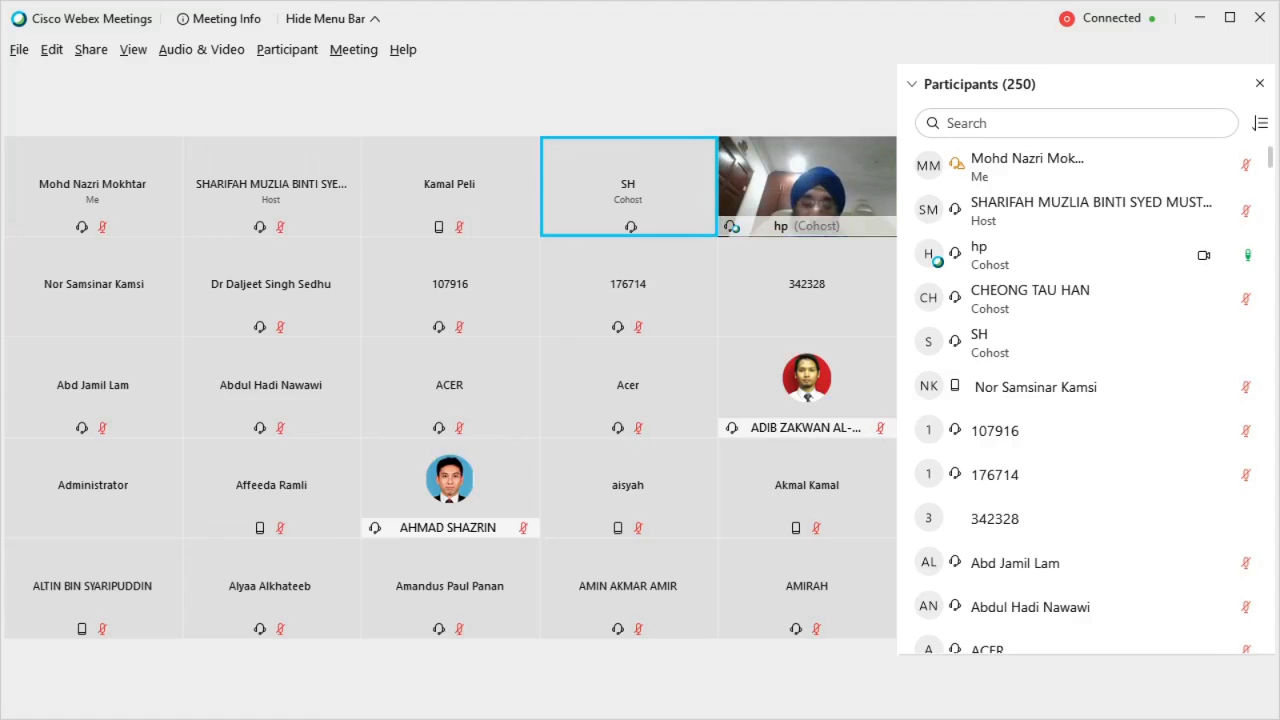 Cisco Webex Meetings
Meeting Info
Hide Menu Bar
Connected
File Edit Share View Audio & Video Participant Meeting Help
Participants (250)
Search
Mohd Nazri Mokhtar
Me
SHARIFAH MUZLIA BINTI SYE...
Host
Kamal Peli
SH
Cohost
hp (Cohost)
Nor Samsinar Kamsi
Dr Daljeet Singh Sedhu
107916
176714
342328
Abd Jamil Lam
Abdul Hadi Nawawi
ACER
Acer
ADIB ZAKWAN AL-...
Administrator
Affeeda Ramli
AHMAD SHAZRIN
aisyah
Akmal Kamal
ALTIN BIN SYARIPUDDIN
Alyaa Alkhateeb
Amandus Paul Panan
AMIN AKMAR AMIR
AMIRAH
MM
Mohd Nazri Mok...
Me
SM
SHARIFAH MUZLIA BINTI SYED MUST...
Host
H
hp
Cohost
CH
CHEONG TAU HAN
Cohost
S
SH
Cohost
NK
Nor Samsinar Kamsi
1
107916
1
176714
3
342328
AL
Abd Jamil Lam
AN
Abdul Hadi Nawawi
A
ACER